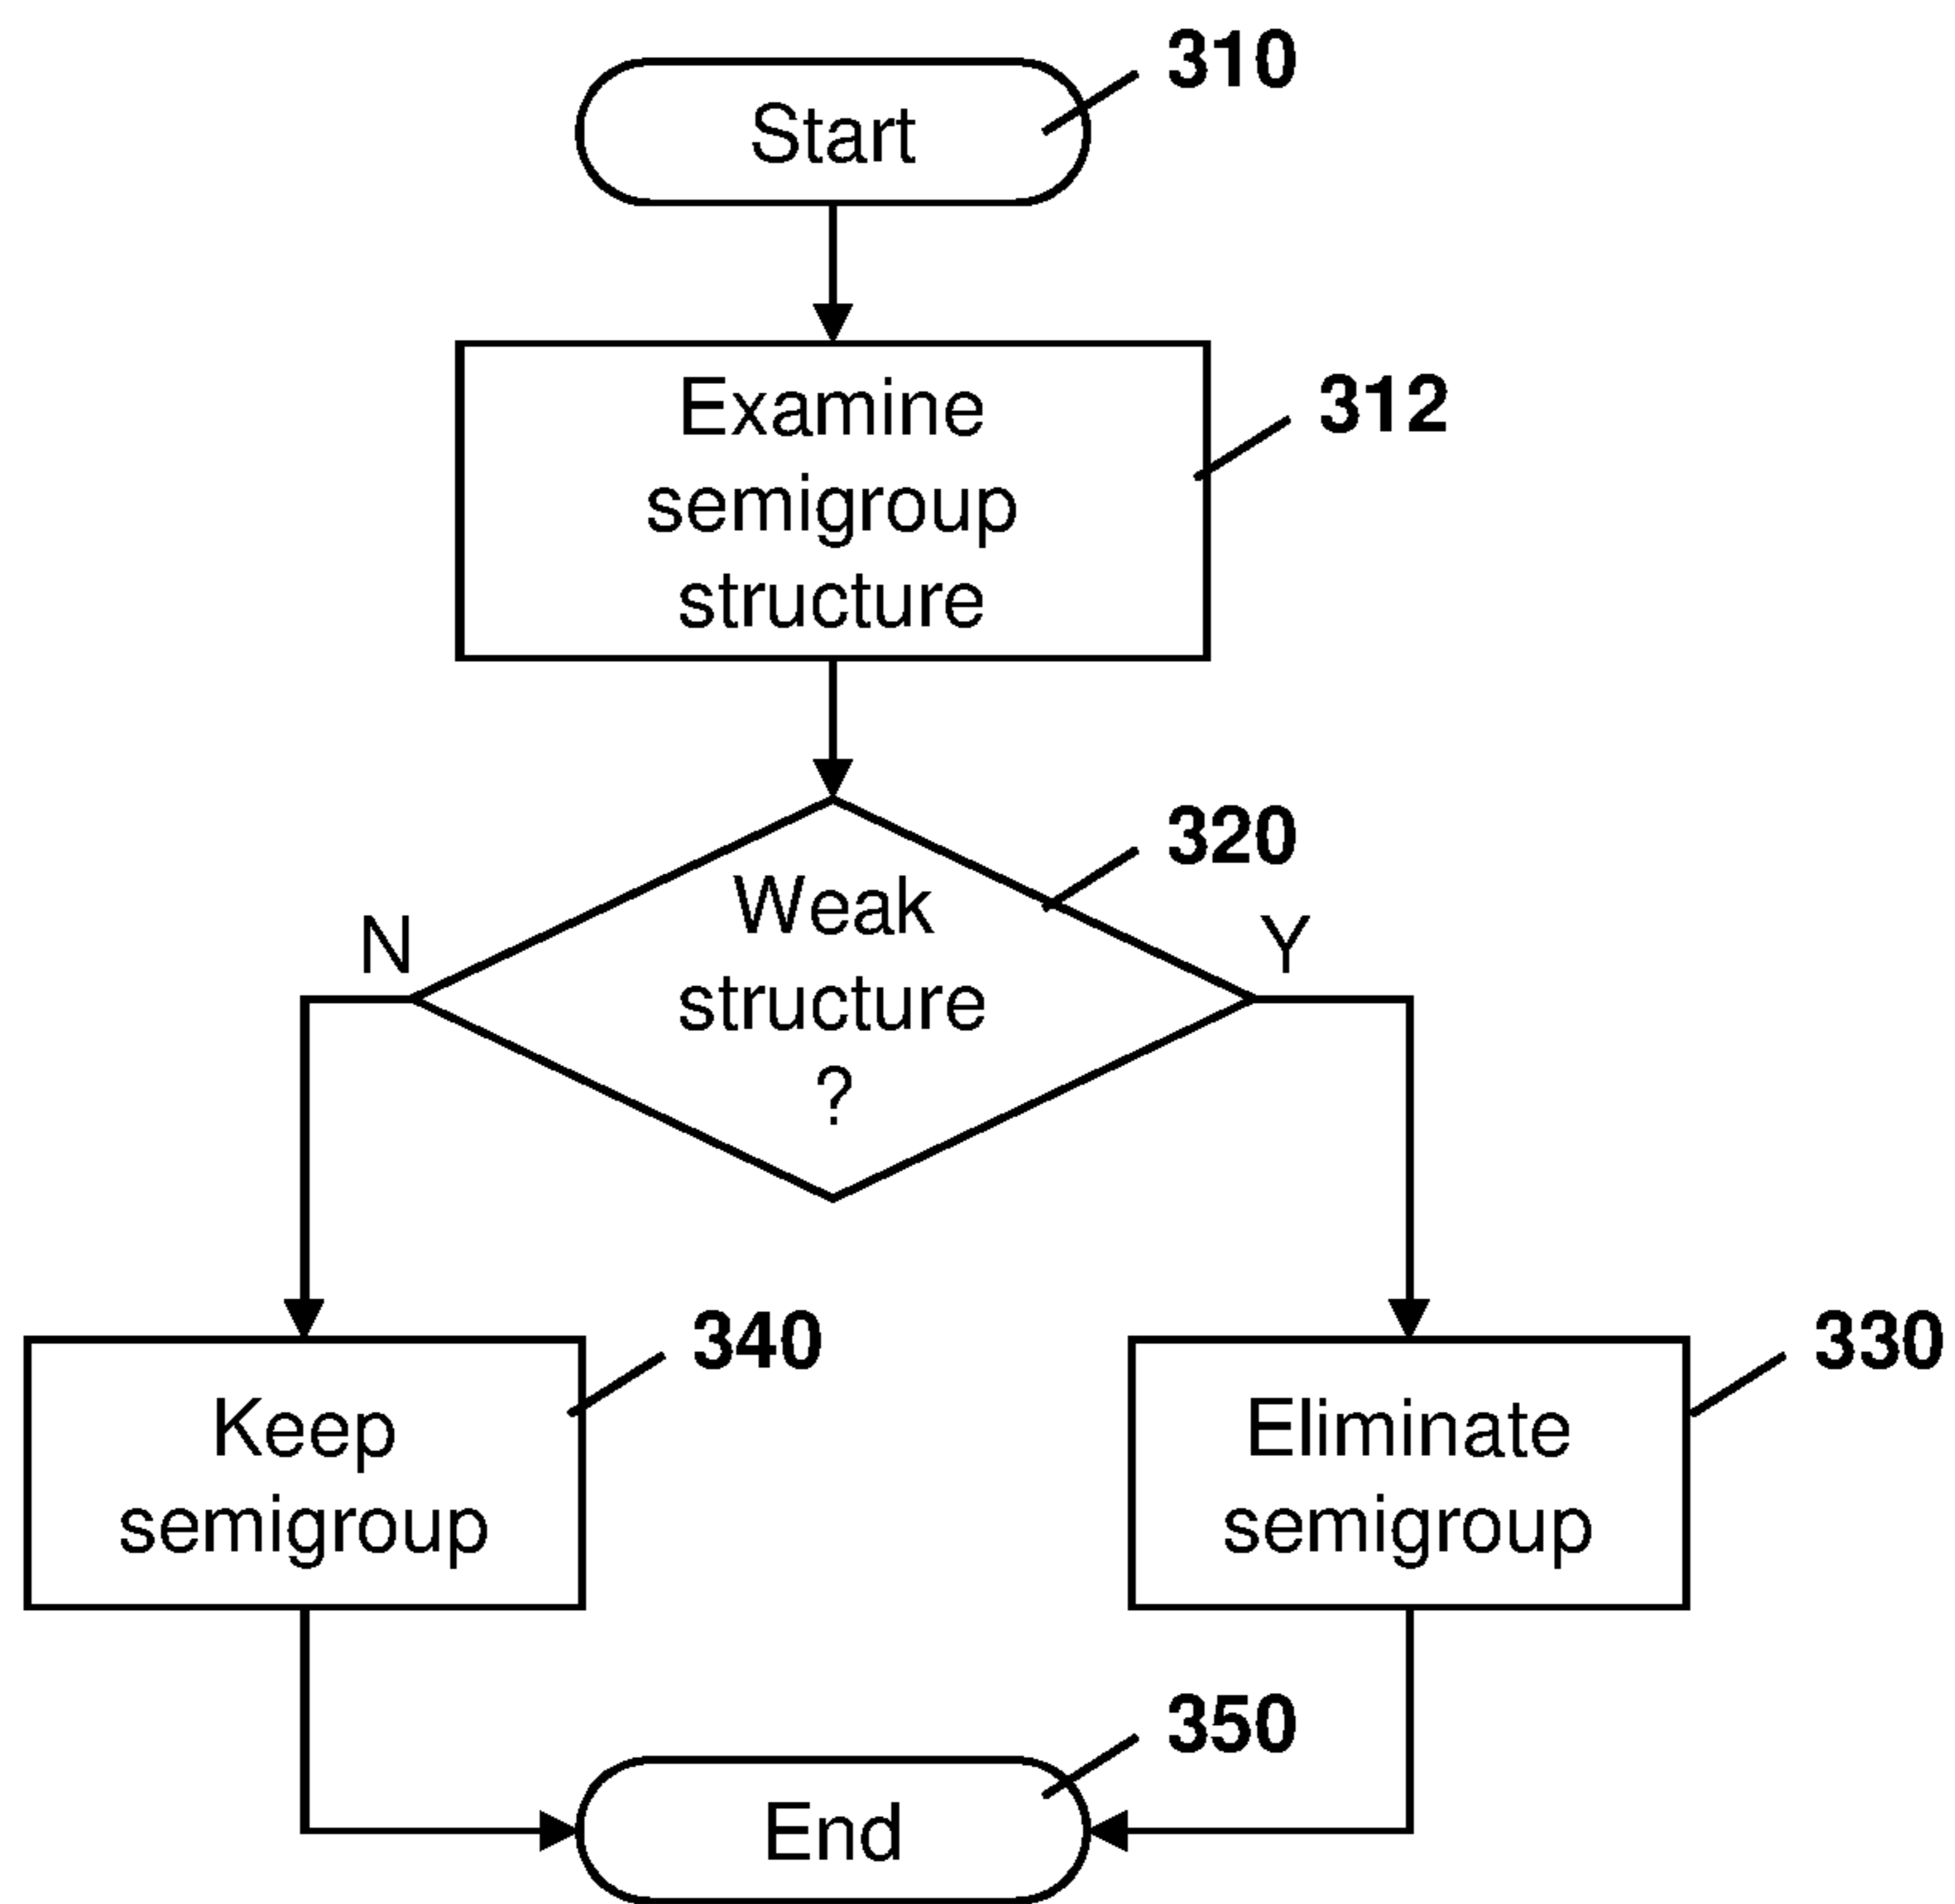 310
Start
312
Examine
semigroup
structure
320
Weak
structure
?
N
Y
340
Keep
semigroup
330
Eliminate
semigroup
350
End